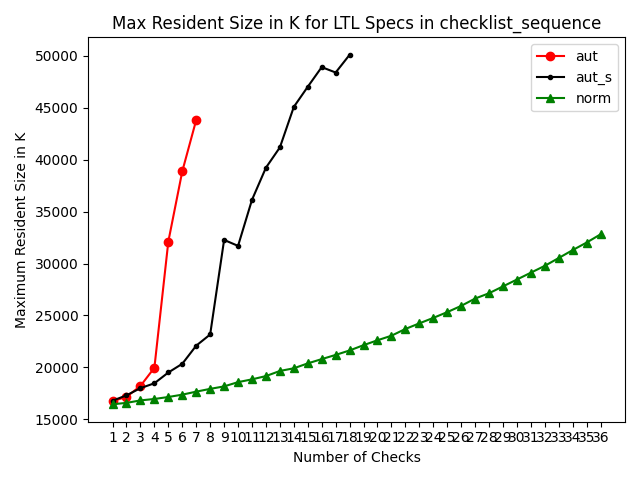 Max Resident Size in K for LTL Specs in checklist_sequence
aut
aut_s
norm
Maximum Resident Size in K
50000
45000
40000
35000
30000
25000
20000
15000
1 2 3 4 5 6 7 8 9 10 11 12 13 14 15 16 17 18 19 20 21 22 23 24 25 26 27 28 29 30 31 32 33 34 35 36
Number of Checks